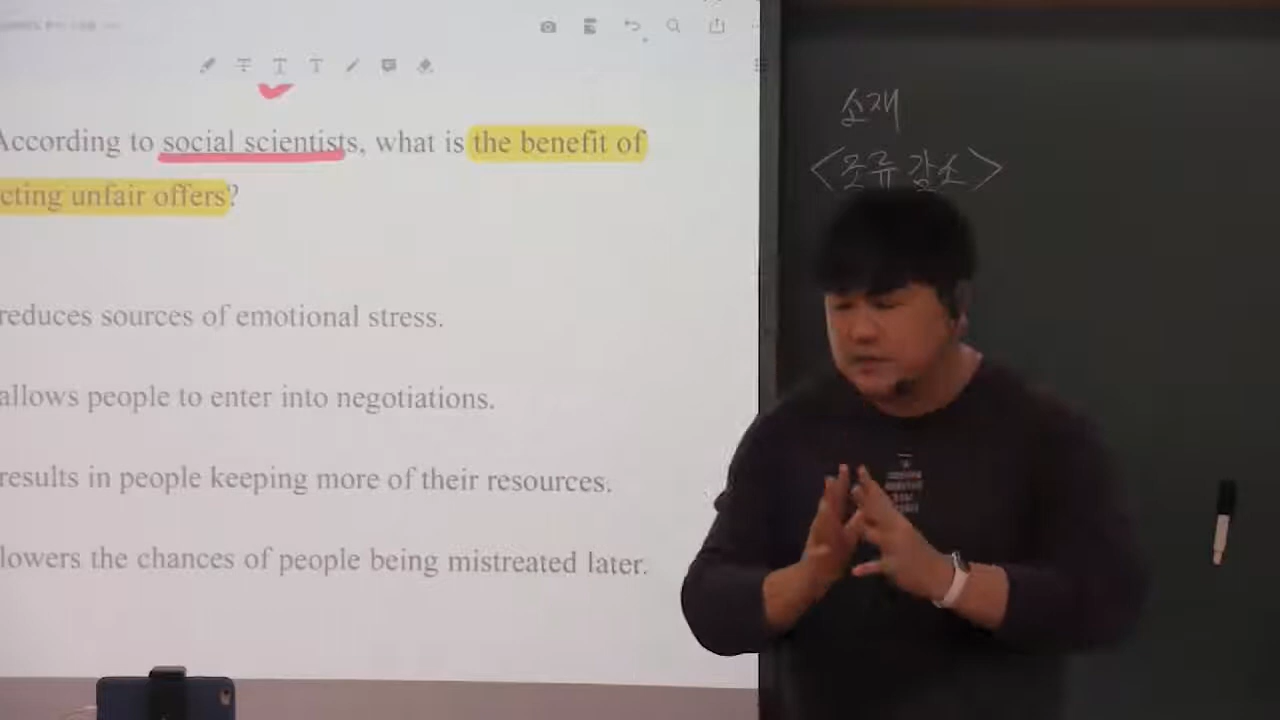 According to social scientists, what is the benefit of
cting unfair offers?
reduces sources of emotional stress.
allows people to enter into negotiations.
results in people keeping more of their resources.
lowers the chances of people being mistreated later.
소재
<조류 감소>